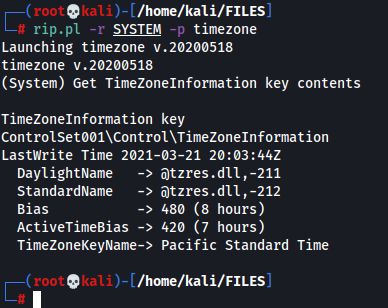 (root💀kali)-[/home/kali/FILES]
# rip.pl -r SYSTEM -p timezone
Launching timezone v.20200518
timezone v.20200518
(System) Get TimeZoneInformation key contents
TimeZoneInformation key
ControlSet001\Control\TimeZoneInformation
LastWrite Time 2021-03-21 20:03:44Z
  DaylightName   -> @tzres.dll,-211
  StandardName   -> @tzres.dll,-212
  Bias           -> 480 (8 hours)
  ActiveTimeBias -> 420 (7 hours)
  TimeZoneKeyName-> Pacific Standard Time
(root💀kali)-[/home/kali/FILES]
#